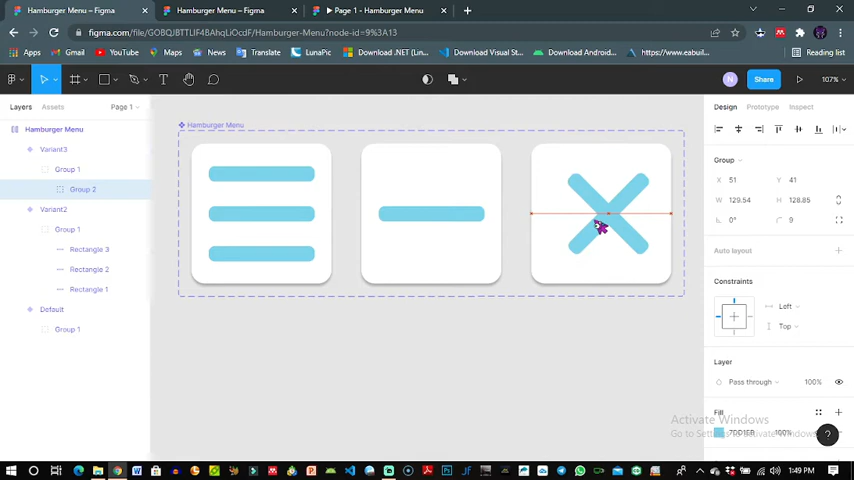 Hamburger Menu – Figma
Hamburger Menu – Figma
▶ Page 1 - Hamburger Menu
figma.com/file/GOBQJPTLIF4BAhqLiOcdF/Hamburger-Menu?node-id=9%3A13
Apps
Gmail
YouTube
Maps
News
Translate
LunaPic
Download .NET (Lin...
Download Visual Stu...
Download Android...
https://www.eabuil...
Reading list
N
Share
107%
Layers
Assets
Page 1
Design
Prototype
Inspect
Hamburger Menu
Variant3
Group 1
Group 2
Variant2
Group 1
Rectangle 3
Rectangle 2
Rectangle 1
Default
Group 1
Hamburger Menu
Group
X 51
Y 41
W 129.54
H 128.85
0°
9
Auto layout
Constraints
Left
Top
Layer
Pass through
100%
Fill
7DD1EB
100%
Activate Windows
Go to Settings to activate Windows.
?
1:49 PM